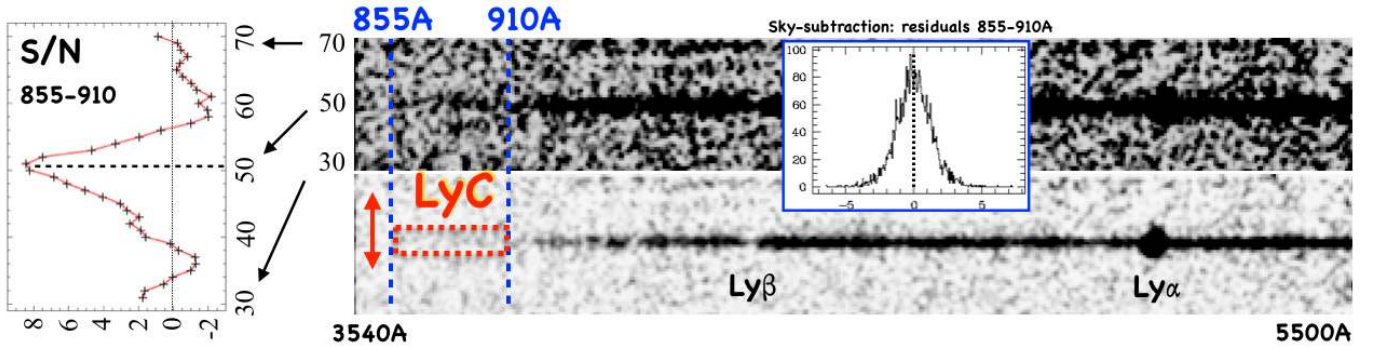 855A 910A
Sky-subtraction: residuals 855-910A
S/N
855-910
70
60
50
40
30
8 6 4 2 0 -2
70
50
30
100
80
60
40
20
0
-5 0 5
LyC
Lyβ
Lyα
3540A
5500A